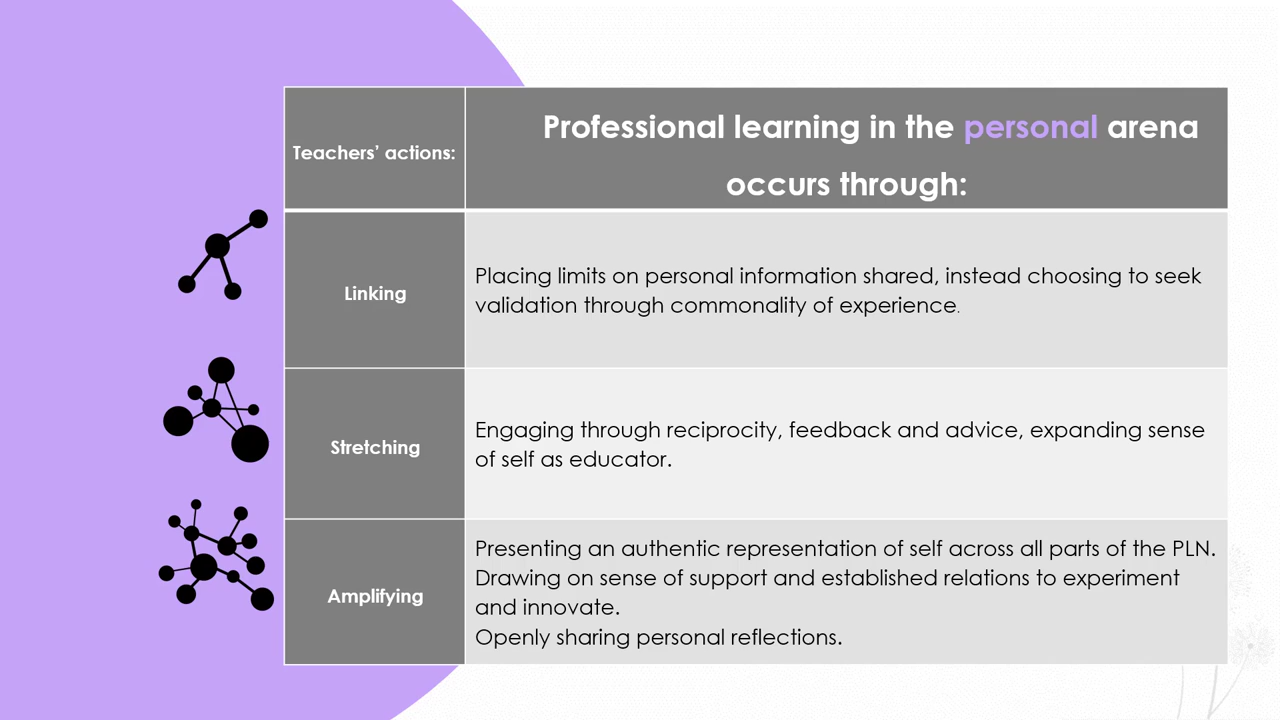 Teachers’ actions:
Professional learning in the personal arena
occurs through:
Linking
Placing limits on personal information shared, instead choosing to seek
validation through commonality of experience.
Stretching
Engaging through reciprocity, feedback and advice, expanding sense
of self as educator.
Amplifying
Presenting an authentic representation of self across all parts of the PLN.
Drawing on sense of support and established relations to experiment
and innovate.
Openly sharing personal reflections.